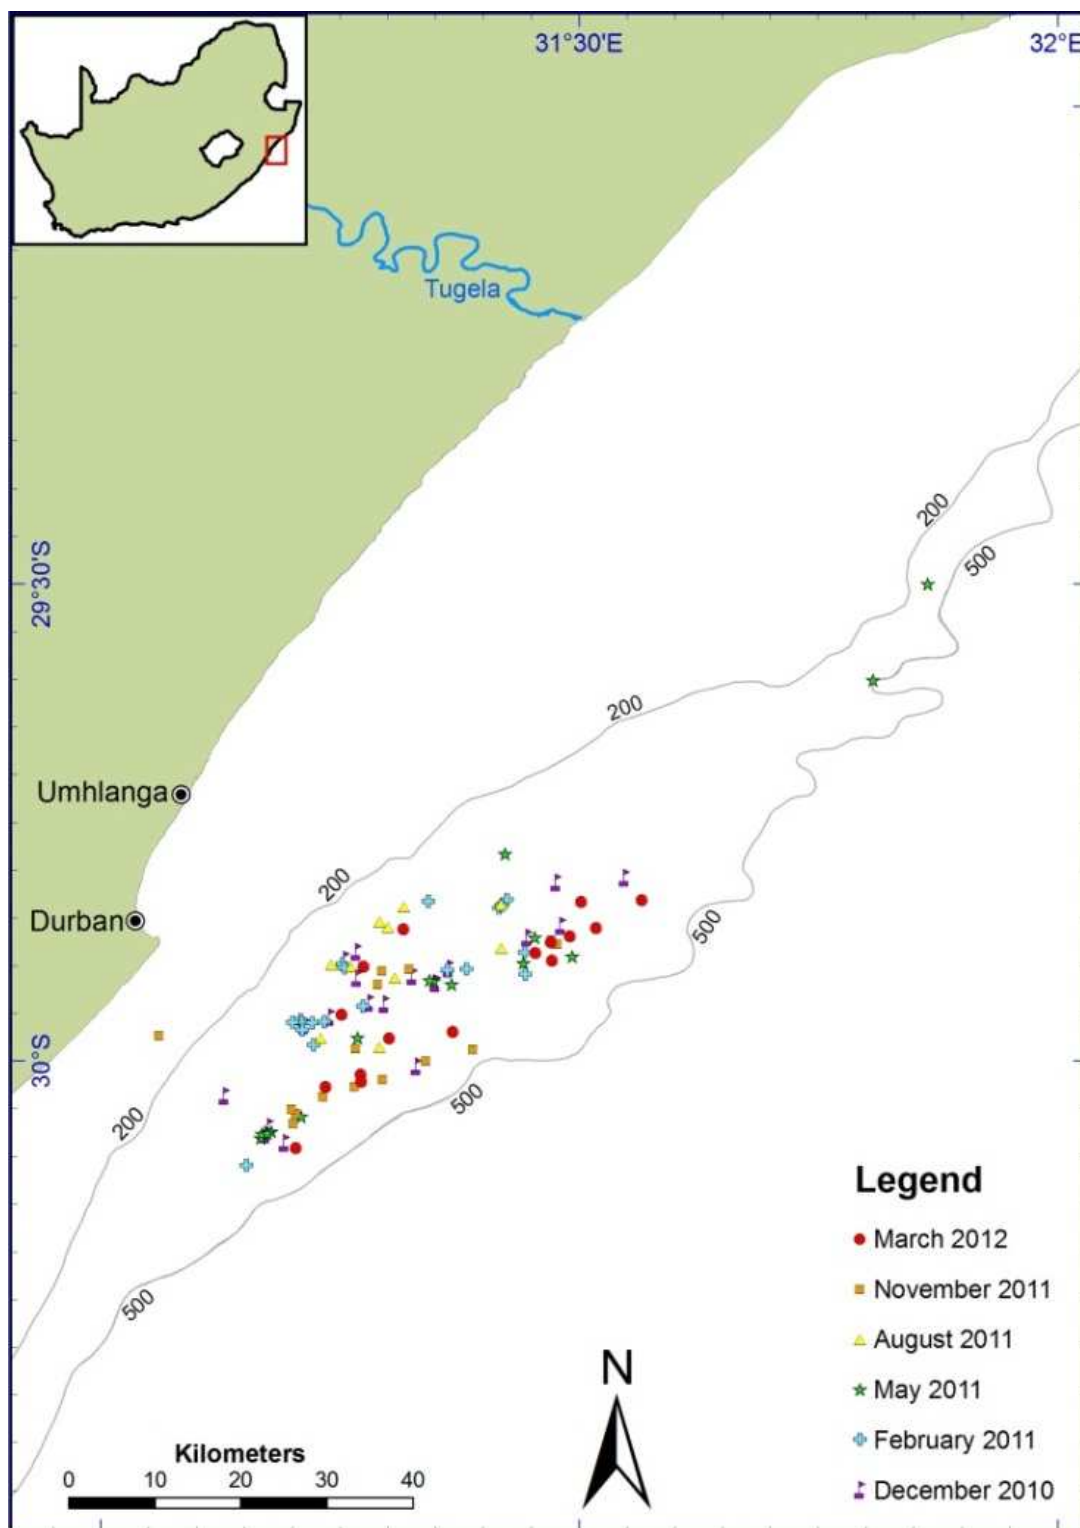 31°30'E
32°E
Tugela
200
29°30'S
500
200
Umhlanga
200
Durban
500
30°S
500
200
500
Legend
March 2012
November 2011
August 2011
May 2011
February 2011
December 2010
N
Kilometers
0 10 20 30 40